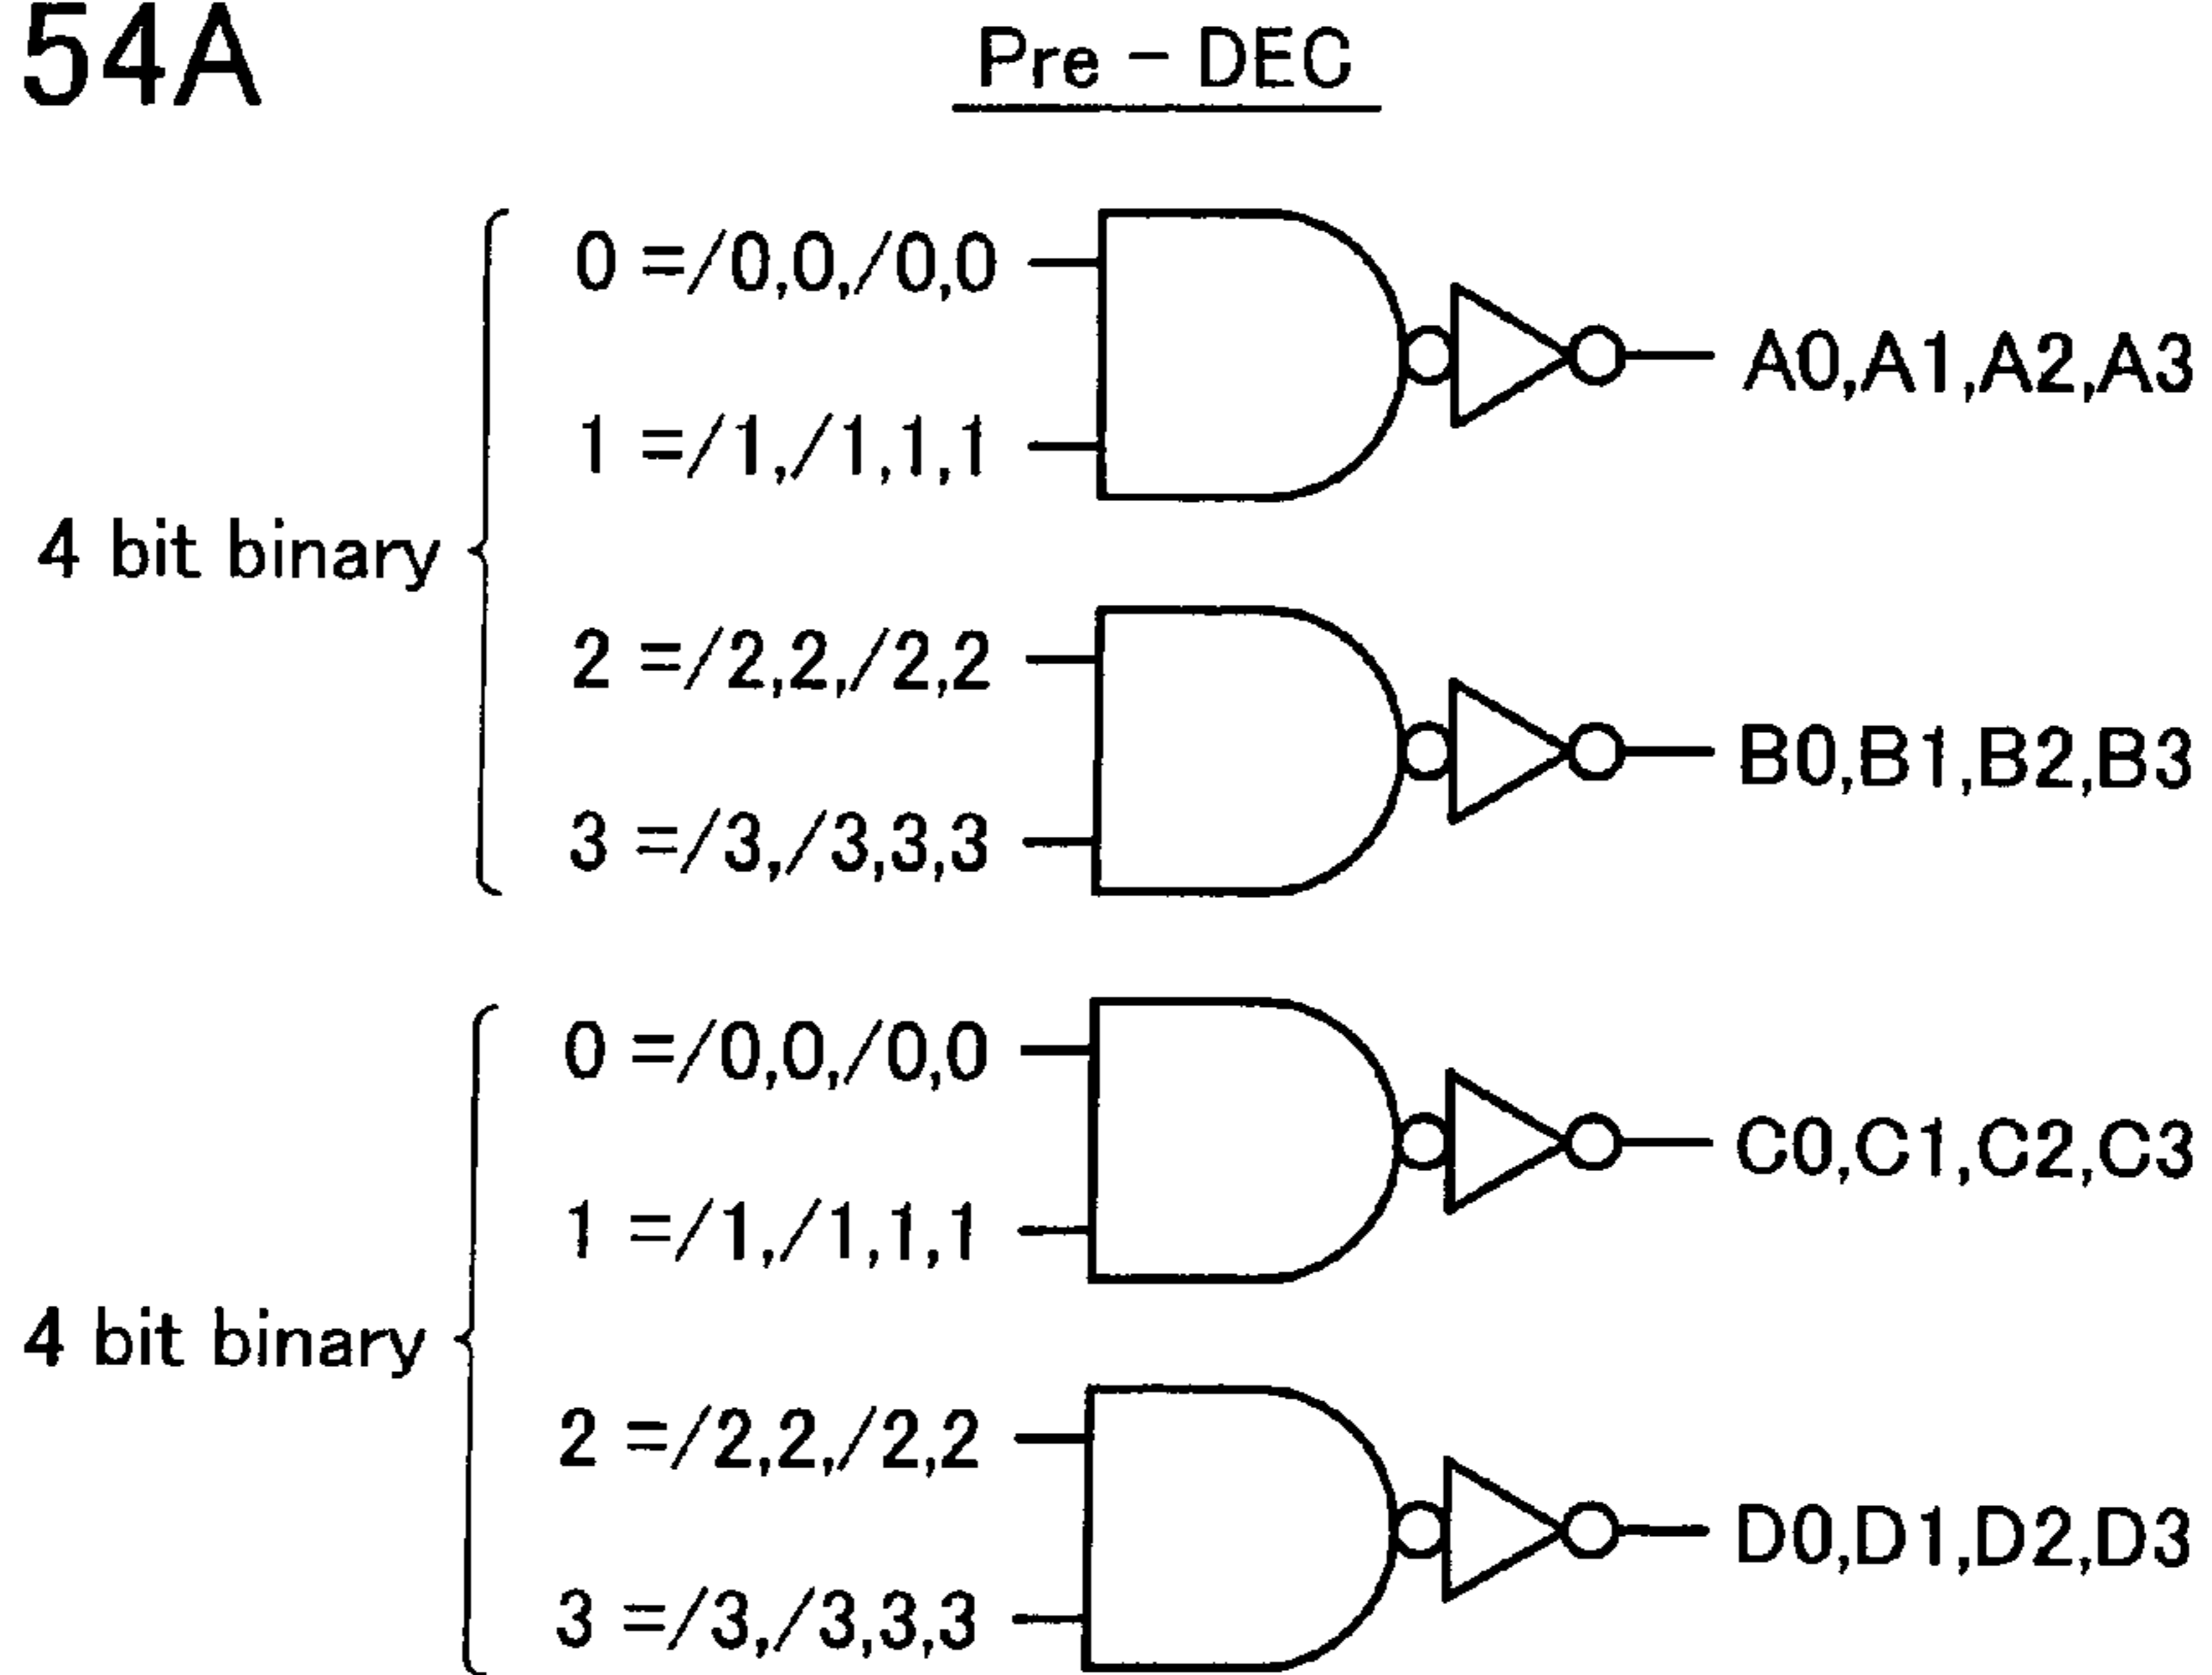 54A
Pre - DEC
0 =/0,0,/0,0
A0,A1,A2,A3
1 =/1,/1,1,1
4 bit binary
2 =/2,2,/2,2
B0,B1,B2,B3
3 =/3,/3,3,3
0 =/0,0,/0,0
C0,C1,C2,C3
1 =/1,/1,1,1
4 bit binary
2 =/2,2,/2,2
D0,D1,D2,D3
3 =/3,/3,3,3